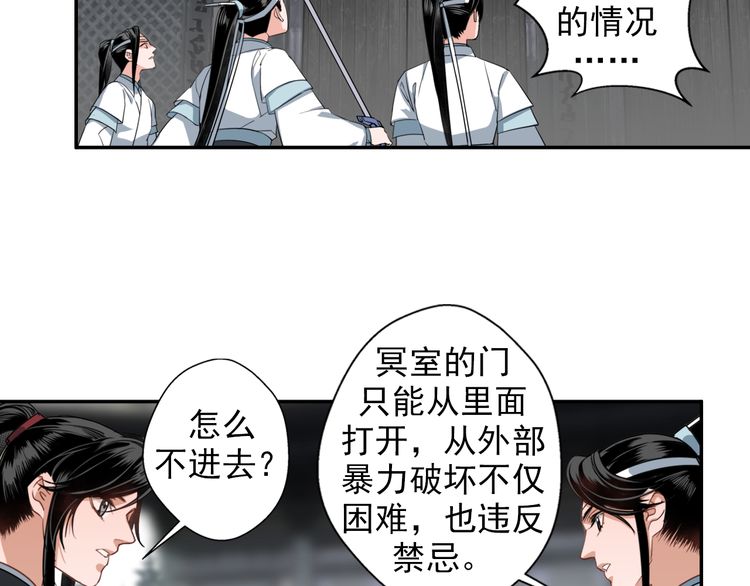 的情况
……
怎么
不进去?
冥室的门
只能从里面
打开，从外部
暴力破坏不仅
困难，也违反
禁忌。